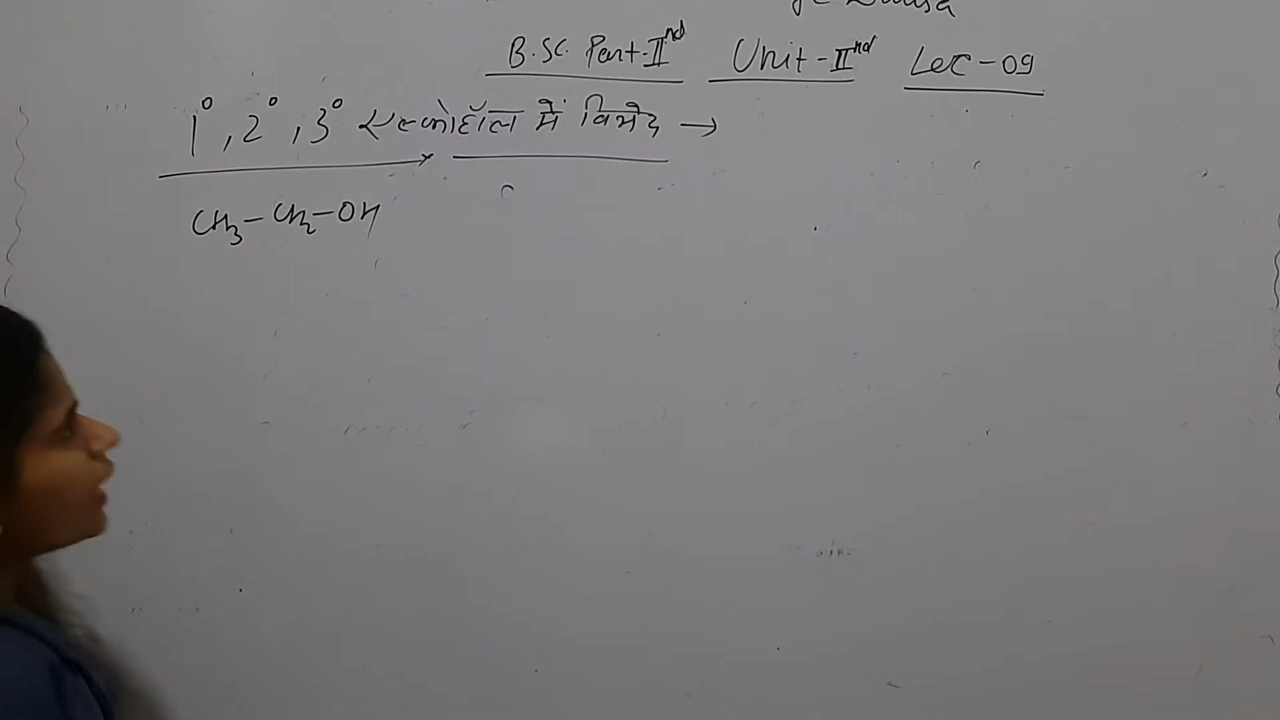 B.SC. Part-IInd Unit-IInd Lec-09
1°, 2°, 3° एल्कोहॉल में विभेद →
CH3-CH2-OH